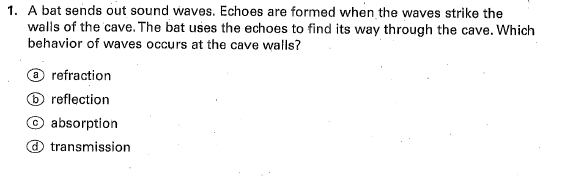 1. A bat sends out sound waves. Echoes are formed when the waves strike the
walls of the cave. The bat uses the echoes to find its way through the cave. Which
behavior of waves occurs at the cave walls?
ⓐ refraction
ⓑ reflection
ⓒ absorption
ⓓ transmission